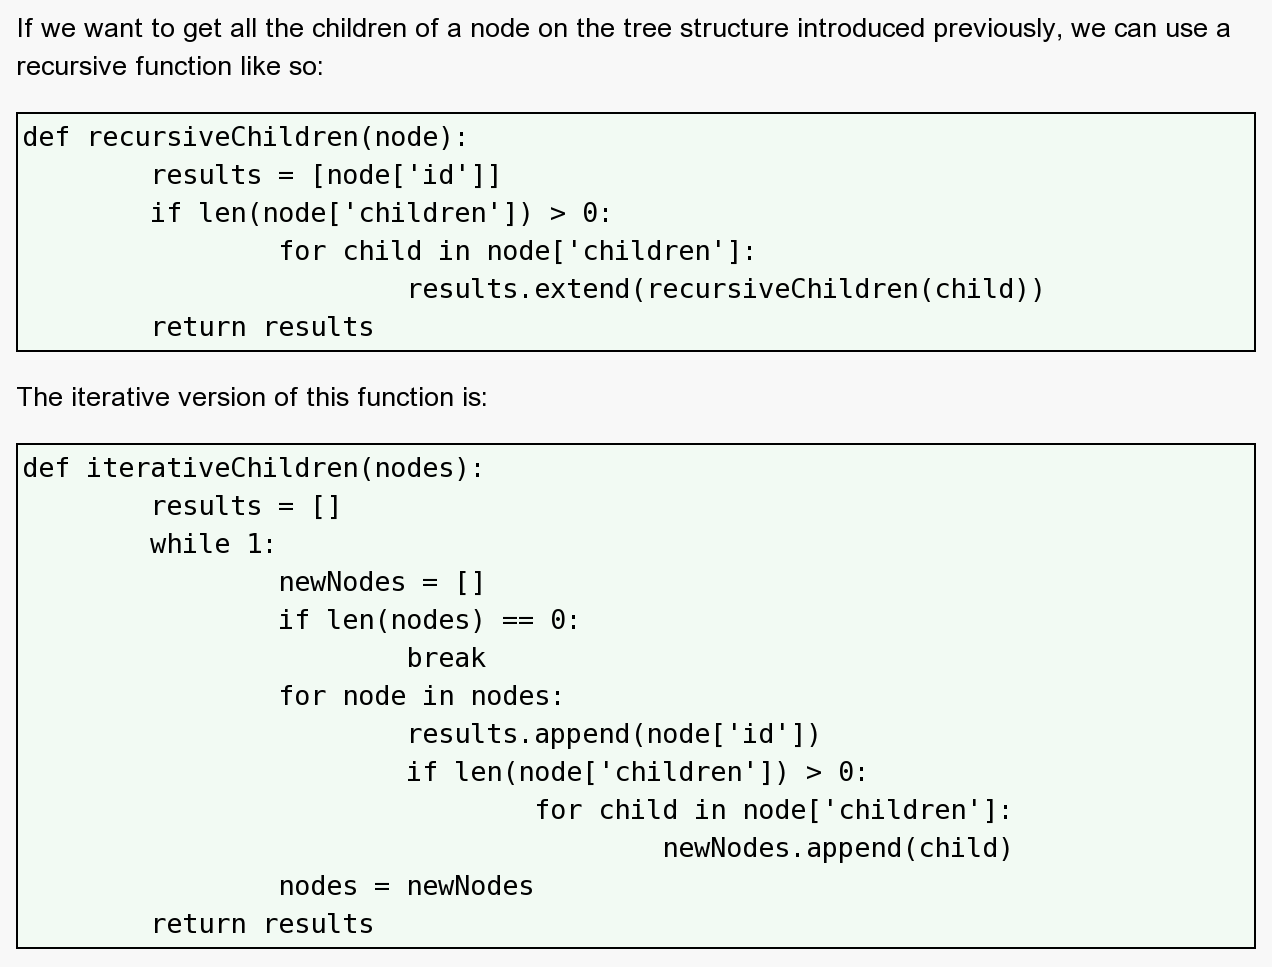 If we want to get all the children of a node on the tree structure introduced previously, we can use a
recursive function like so:
def recursiveChildren(node):
        results = [node['id']]
        if len(node['children']) > 0:
                for child in node['children']:
                        results.extend(recursiveChildren(child))
        return results
The iterative version of this function is:
def iterativeChildren(nodes):
        results = []
        while 1:
                newNodes = []
                if len(nodes) == 0:
                        break
                for node in nodes:
                        results.append(node['id'])
                        if len(node['children']) > 0:
                                for child in node['children']:
                                        newNodes.append(child)
                nodes = newNodes
        return results